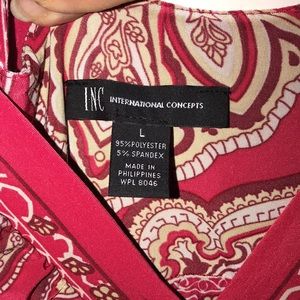 INC INTERNATIONAL CONCEPTS
L
95% POLYESTER
5% SPANDEX
MADE IN
PHILIPPINES
WPL 8046